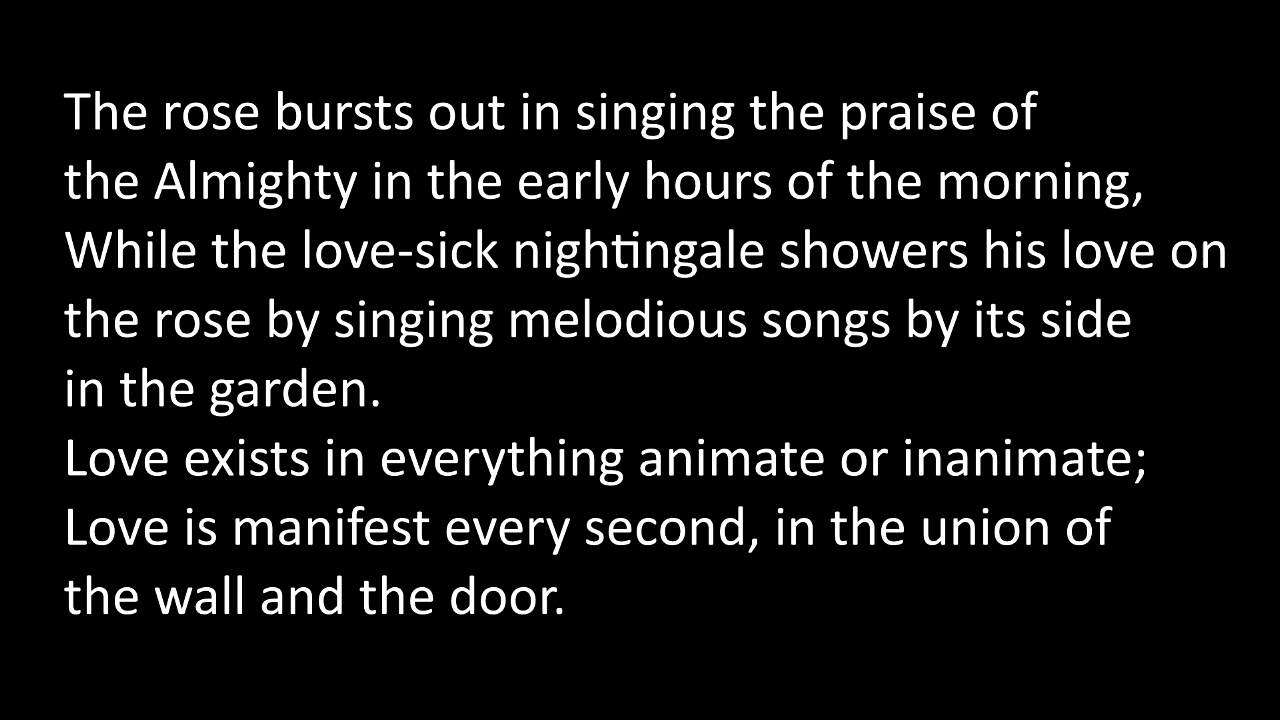 The rose bursts out in singing the praise of
the Almighty in the early hours of the morning,
While the love-sick nightingale showers his love on
the rose by singing melodious songs by its side
in the garden.
Love exists in everything animate or inanimate;
Love is manifest every second, in the union of
the wall and the door.